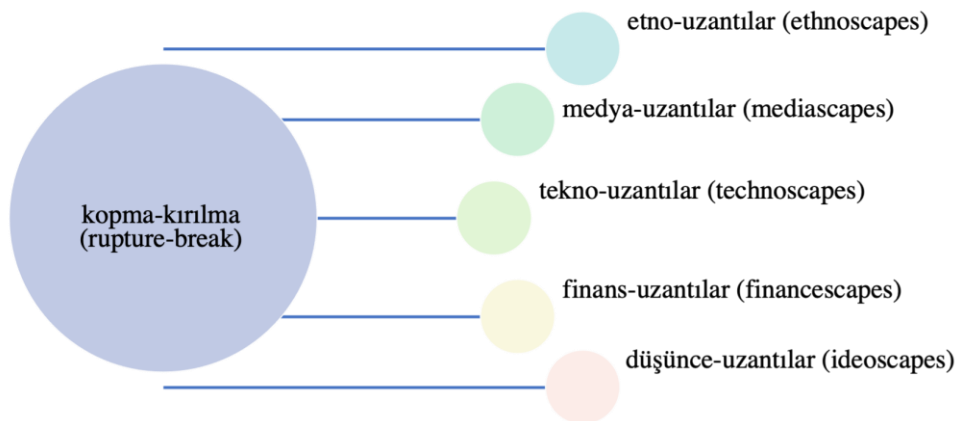 etno-uzantılar (ethnoscapes)
medya-uzantılar (mediascapes)
tekno-uzantılar (technoscapes)
kopma-kırılma
(rupture-break)
finans-uzantılar (financescapes)
düşünce-uzantılar (ideoscapes)